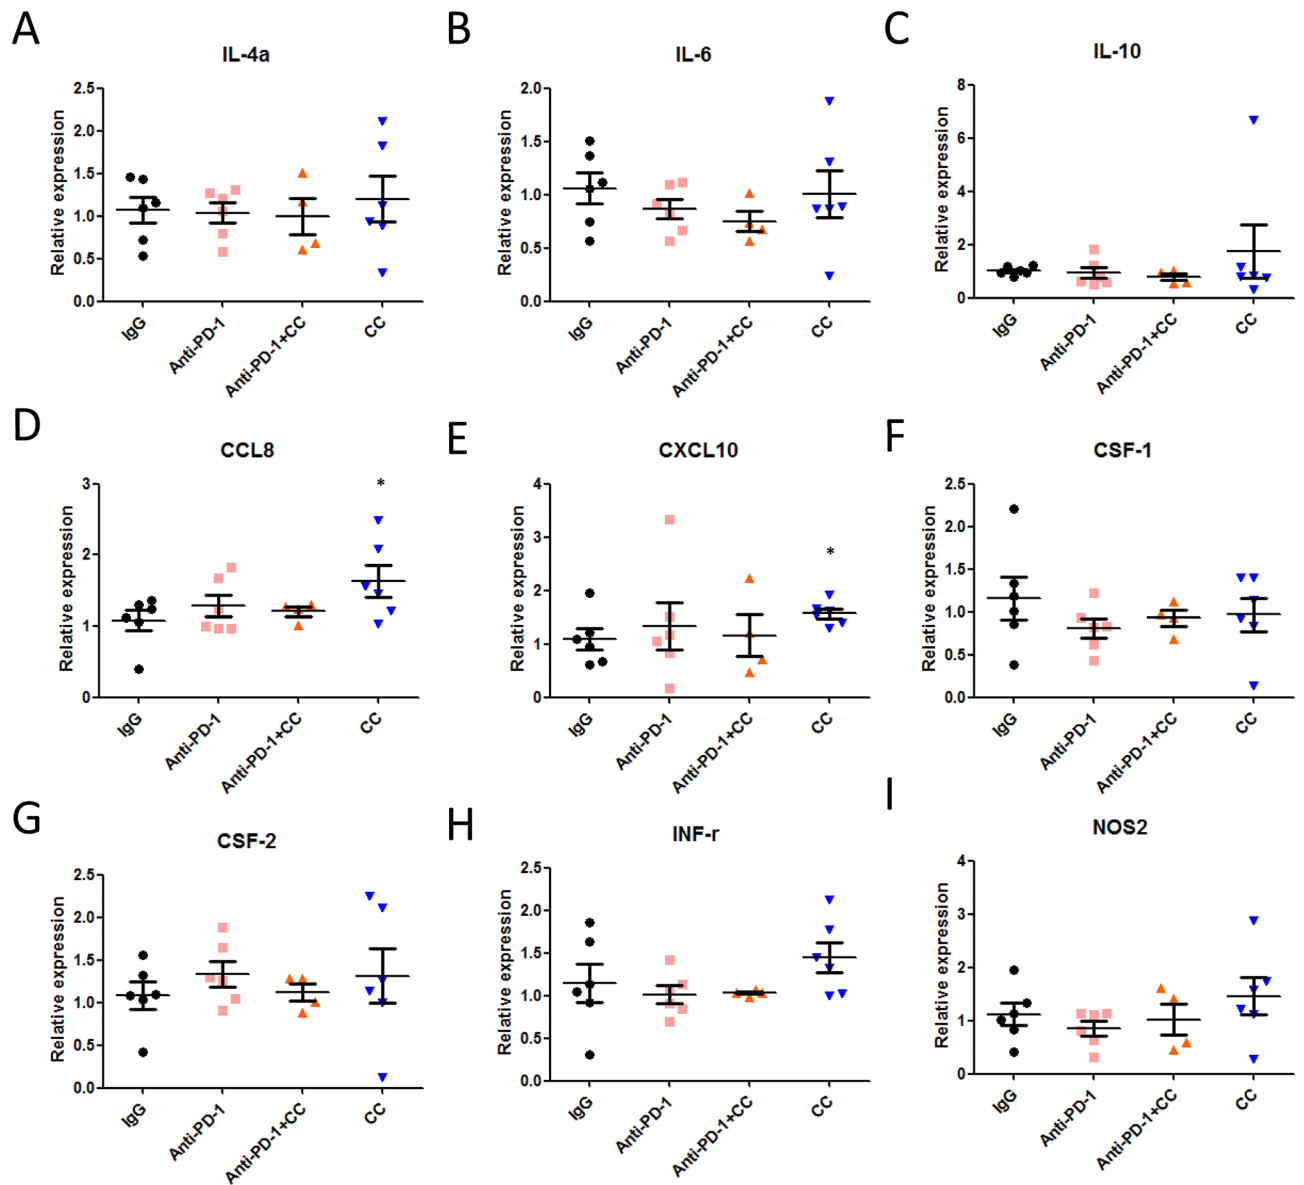 A
IL-4a
Relative expression
2.5
2.0
1.5
1.0
0.5
0.0
IgG
Anti-PD-1
Anti-PD-1+CC
CC
B
IL-6
Relative expression
2.0
1.5
1.0
0.5
0.0
IgG
Anti-PD-1
Anti-PD-1+CC
CC
C
IL-10
Relative expression
8
6
4
2
0
IgG
Anti-PD-1
Anti-PD-1+CC
CC
D
CCL8
Relative expression
3
2
1
0
*
IgG
Anti-PD-1
Anti-PD-1+CC
CC
E
CXCL10
Relative expression
4
3
2
1
0
*
IgG
Anti-PD-1
Anti-PD-1+CC
CC
F
CSF-1
Relative expression
2.5
2.0
1.5
1.0
0.5
0.0
IgG
Anti-PD-1
Anti-PD-1+CC
CC
G
CSF-2
Relative expression
2.5
2.0
1.5
1.0
0.5
0.0
IgG
Anti-PD-1
Anti-PD-1+CC
CC
H
INF-r
Relative expression
2.5
2.0
1.5
1.0
0.5
0.0
IgG
Anti-PD-1
Anti-PD-1+CC
CC
I
NOS2
Relative expression
4
3
2
1
0
IgG
Anti-PD-1
Anti-PD-1+CC
CC